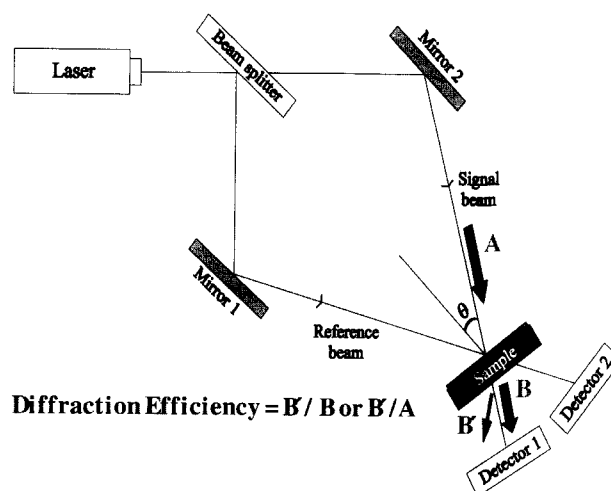 Laser
Beam splitter
Mirror 2
Signal
beam
A
θ
Mirror 1
Reference
beam
Sample
Detector 2
B
B′
Detector 1
Diffraction Efficiency = B′/ B or B′/A